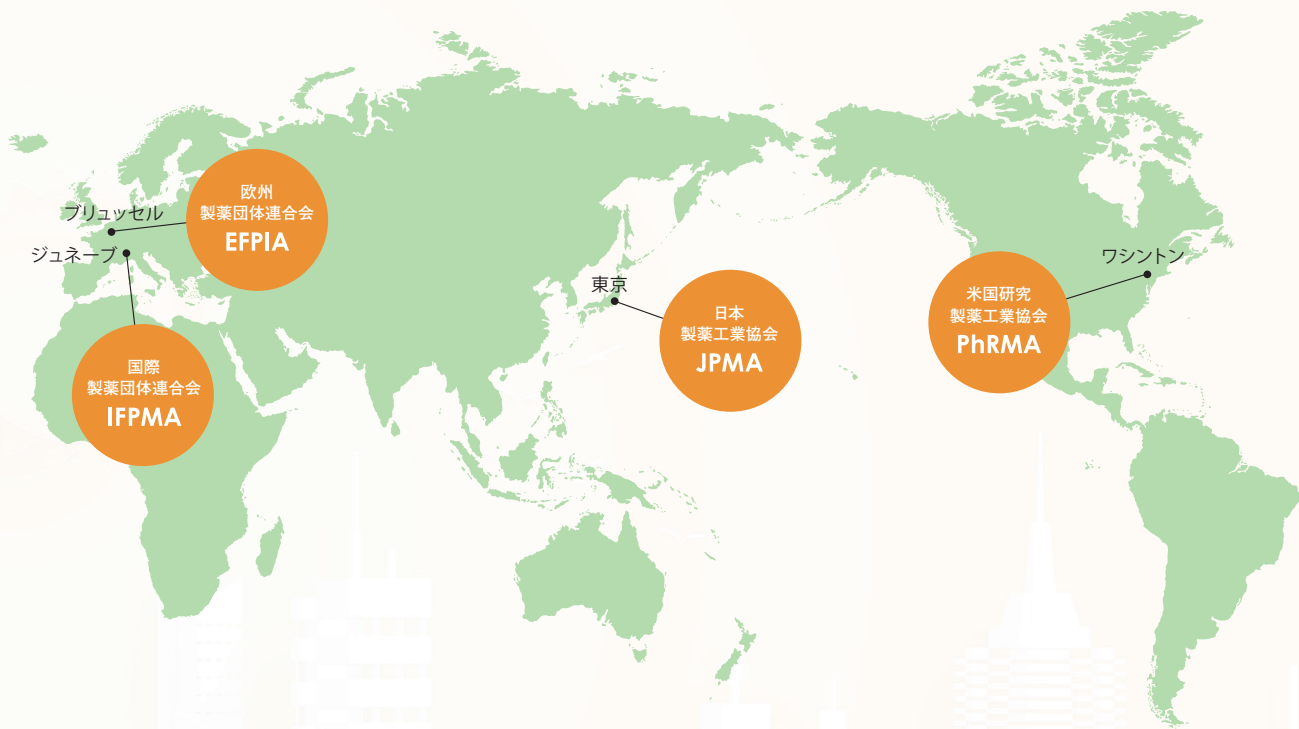 欧州
製薬団体連合会
EFPIA
ブリュッセル
ジュネーブ
国際
製薬団体連合会
IFPMA
東京
日本
製薬工業協会
JPMA
ワシントン
米国研究
製薬工業協会
PhRMA